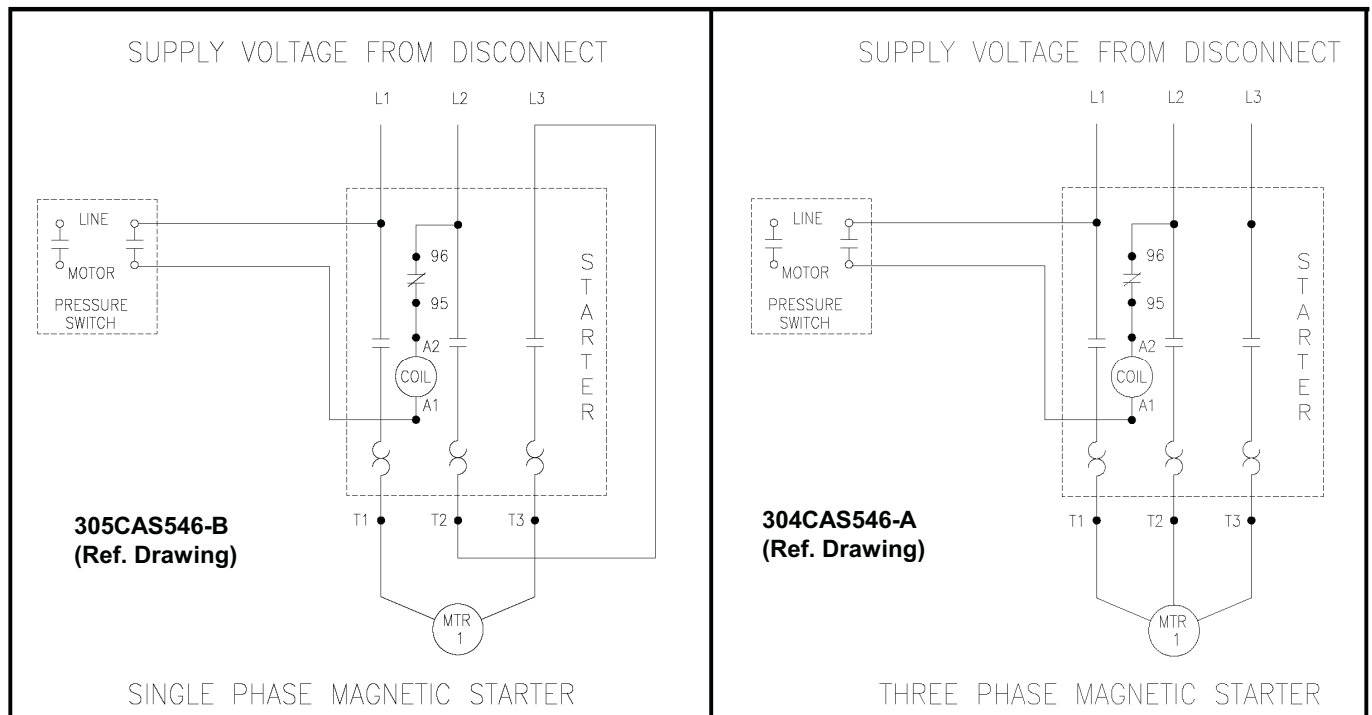 SUPPLY VOLTAGE FROM DISCONNECT
L1 L2 L3
LINE
MOTOR
PRESSURE
SWITCH
96
95
A2
COIL
A1
STARTER
T1 T2 T3
305CAS546-B
(Ref. Drawing)
MTR
1
SINGLE PHASE MAGNETIC STARTER
SUPPLY VOLTAGE FROM DISCONNECT
L1 L2 L3
LINE
MOTOR
PRESSURE
SWITCH
96
95
A2
COIL
A1
STARTER
T1 T2 T3
304CAS546-A
(Ref. Drawing)
MTR
1
THREE PHASE MAGNETIC STARTER